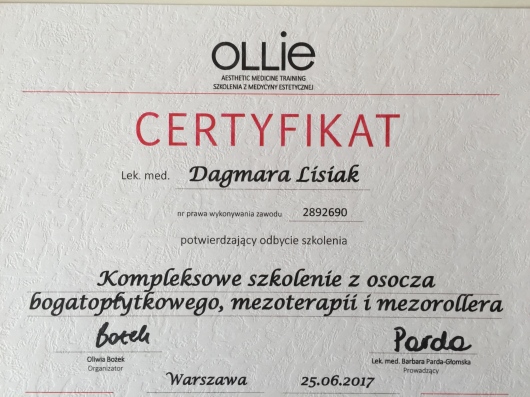 OLLie
AESTHETIC MEDICINE TRAINING
SZKOLENIA Z MEDYCYNY ESTETYCZNEJ
CERTYFIKAT
Lek. med. Dagmara Lisiak
nr prawa wykonywania zawodu 2892690
potwierdzający odbycie szkolenia
Kompleksowe szkolenie z osocza
bogatopłytkowego, mezoterapii i mezorollera
Bożek Parda
Oliwia Bożek Lek. med. Barbara Parda-Głomska
Organizator Prowadzący
Warszawa 25.06.2017